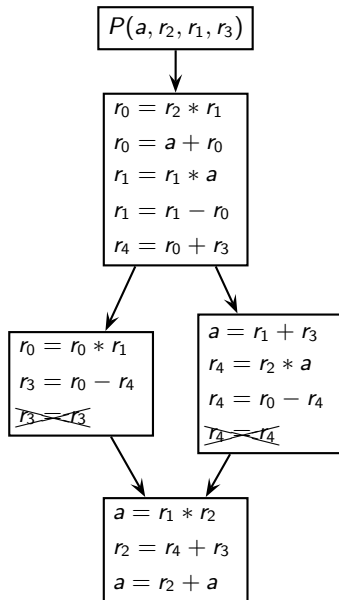 P(a, r₂, r₁, r₃)
r₀ = r₂ * r₁
r₀ = a + r₀
r₁ = r₁ * a
r₁ = r₁ − r₀
r₄ = r₀ + r₃
r₀ = r₀ * r₁
r₃ = r₀ − r₄
r₃ = r₃
a = r₁ + r₃
r₄ = r₂ * a
r₄ = r₀ − r₄
r₄ = r₄
a = r₁ * r₂
r₂ = r₄ + r₃
a = r₂ + a